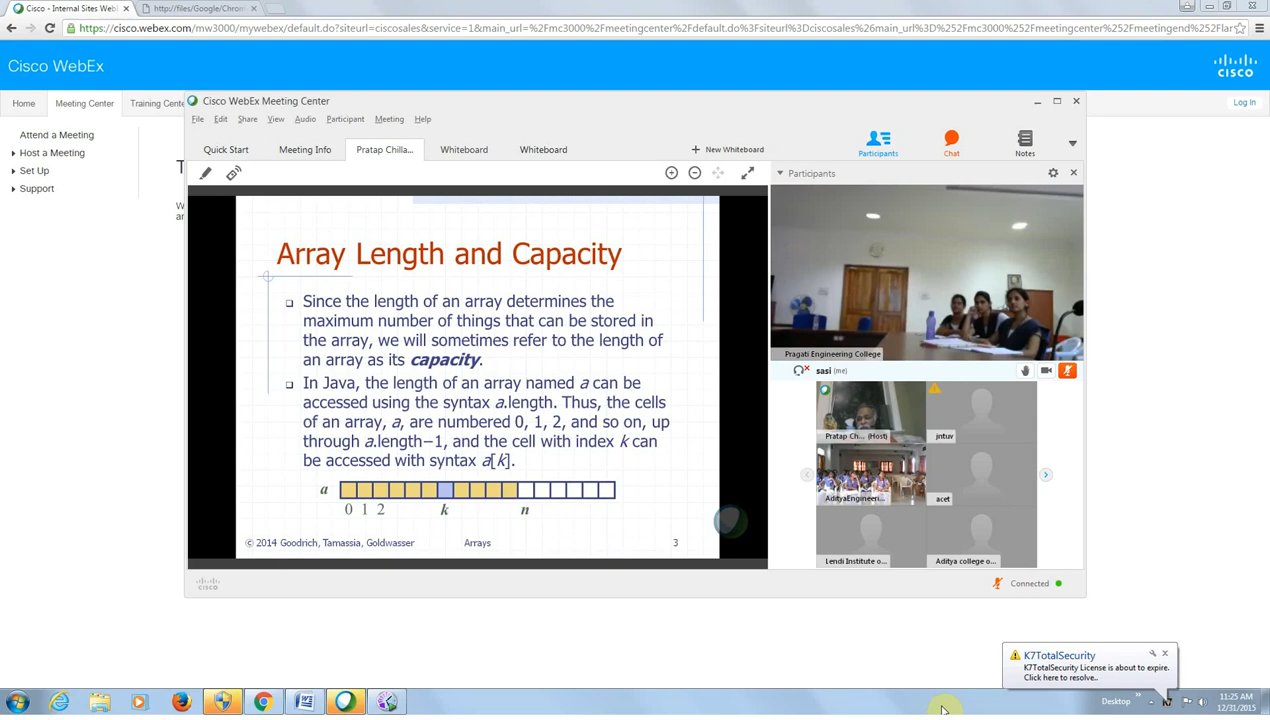 Cisco - Internal Sites WebE
http://files/Google/Chrom
https://cisco.webex.com/mw3000/mywebex/default.do?siteurl=ciscosales&service=1&main_url=%2Fmc3000%2Fmeetingcenter%2Fdefault.do%3Fsiteurl%3Dciscosales%26main_url%3D%252Fmc3000%252Fmeetingcenter%252Fmeetingend%252Flar
Cisco WebEx
CISCO
Home
Meeting Center
Training Cente
Log In
Attend a Meeting
Host a Meeting
Set Up
Support
Cisco WebEx Meeting Center
File Edit Share View Audio Participant Meeting Help
Quick Start
Meeting Info
Pratap Chilla...
Whiteboard
Whiteboard
New Whiteboard
Participants
Chat
Notes
Array Length and Capacity
Since the length of an array determines the
maximum number of things that can be stored in
the array, we will sometimes refer to the length of
an array as its capacity.
In Java, the length of an array named a can be
accessed using the syntax a.length. Thus, the cells
of an array, a, are numbered 0, 1, 2, and so on, up
through a.length−1, and the cell with index k can
be accessed with syntax a[k].
a
0 1 2 k n
© 2014 Goodrich, Tamassia, Goldwasser
Arrays
3
Participants
Pragati Engineering College
sasi (me)
Pratap Ch... (Host)
jntuv
AdityaEngineeri...
acet
Lendi Institute o...
Aditya college o...
Connected
K7TotalSecurity
K7TotalSecurity License is about to expire.
Click here to resolve..
Desktop
11:25 AM
12/31/2015